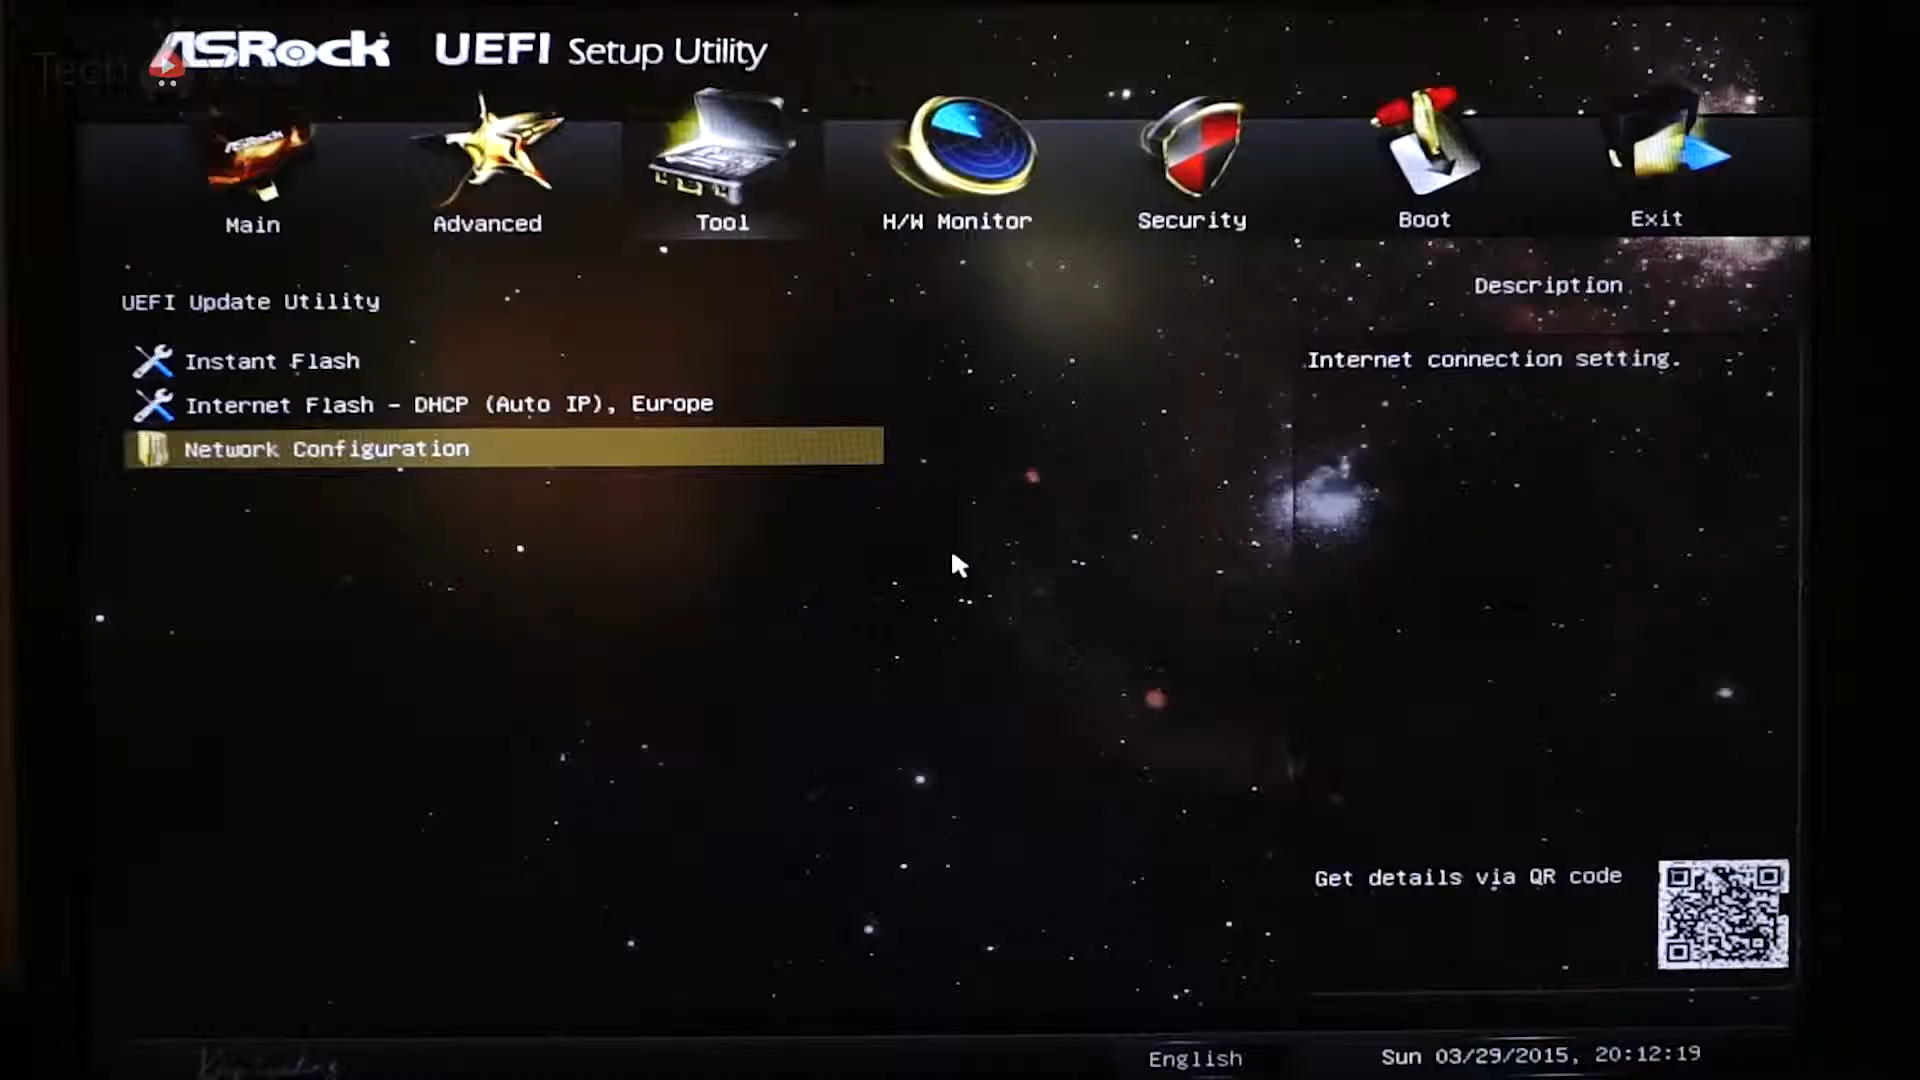 ASRock UEFI Setup Utility
Main Advanced Tool H/W Monitor Security Boot Exit
UEFI Update Utility
Instant Flash
Internet Flash - DHCP (Auto IP), Europe
Network Configuration
Description
Internet connection setting.
Get details via QR code
English Sun 03/29/2015, 20:12:19